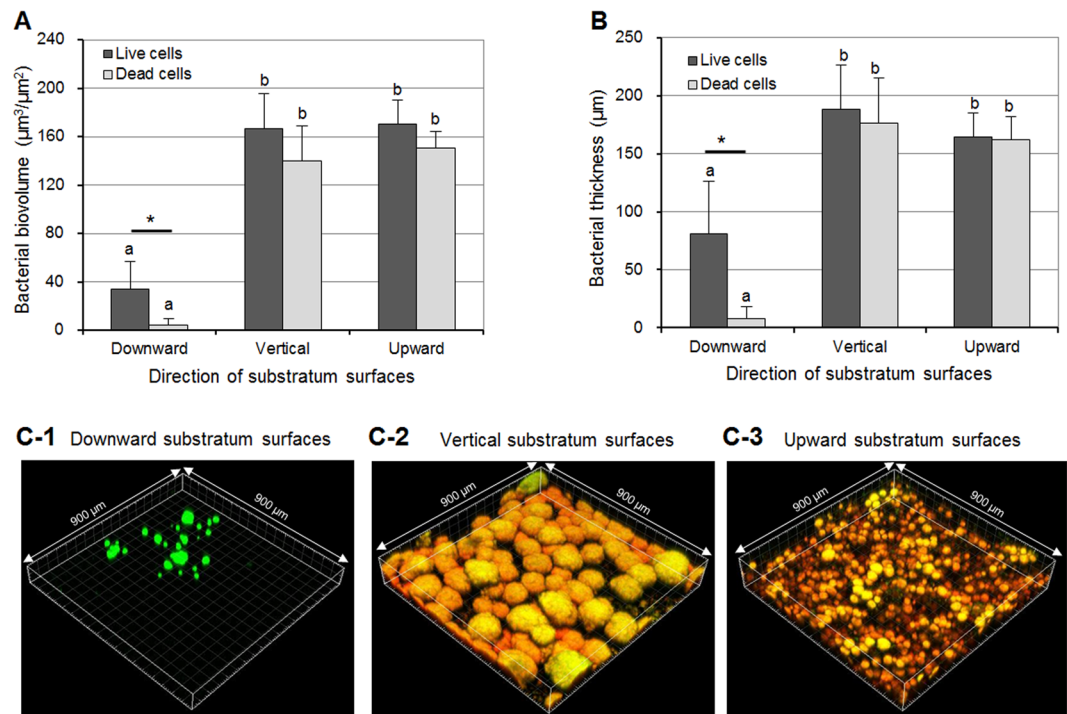 A
240
200
160
120
80
40
0
Bacterial biovolume (µm³/µm²)
Live cells
Dead cells
a
*
a
b
b
b
b
Downward Vertical Upward
Direction of substratum surfaces
B
250
200
150
100
50
0
Bacterial thickness (µm)
Live cells
Dead cells
*
a
a
b
b
b
b
Downward Vertical Upward
Direction of substratum surfaces
C-1 Downward substratum surfaces
900 µm
900 µm
C-2 Vertical substratum surfaces
900 µm
900 µm
C-3 Upward substratum surfaces
900 µm
900 µm